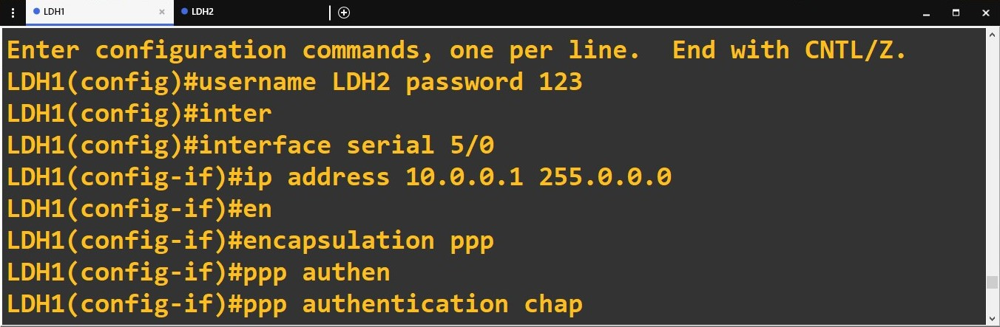 LDH1
LDH2
Enter configuration commands, one per line.  End with CNTL/Z.
LDH1(config)#username LDH2 password 123
LDH1(config)#inter
LDH1(config)#interface serial 5/0
LDH1(config-if)#ip address 10.0.0.1 255.0.0.0
LDH1(config-if)#en
LDH1(config-if)#encapsulation ppp
LDH1(config-if)#ppp authen
LDH1(config-if)#ppp authentication chap